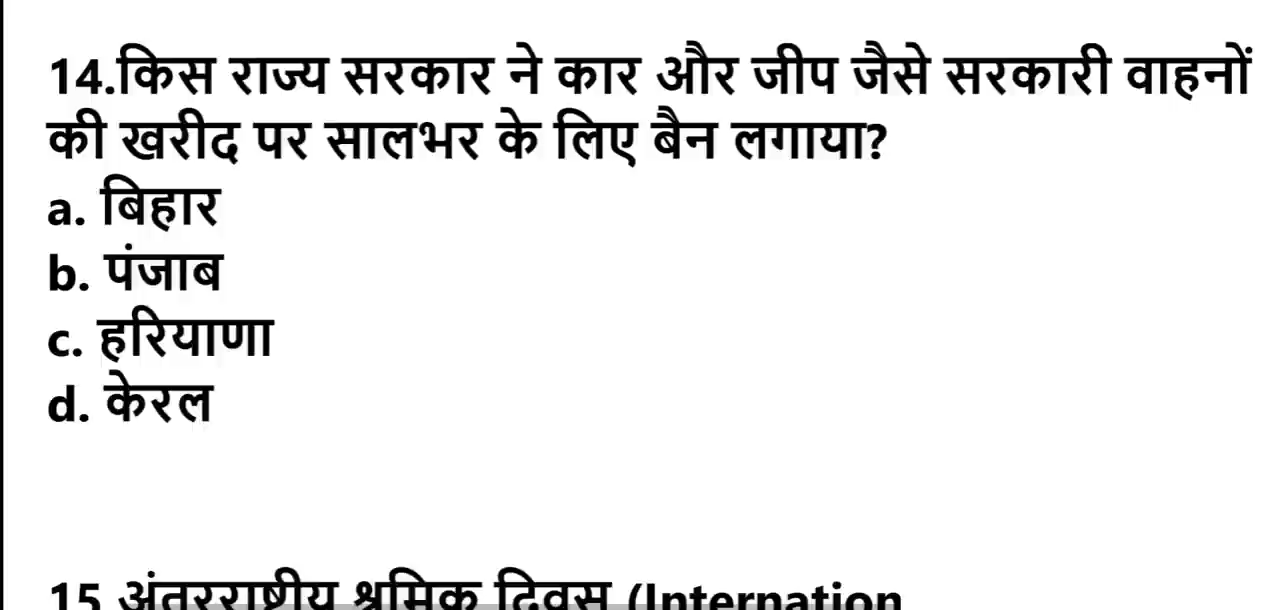 14.किस राज्य सरकार ने कार और जीप जैसे सरकारी वाहनों
की खरीद पर सालभर के लिए बैन लगाया?
a. बिहार
b. पंजाब
c. हरियाणा
d. केरल
15 अंतरराष्ट्रीय श्रमिक दिवस (Internation